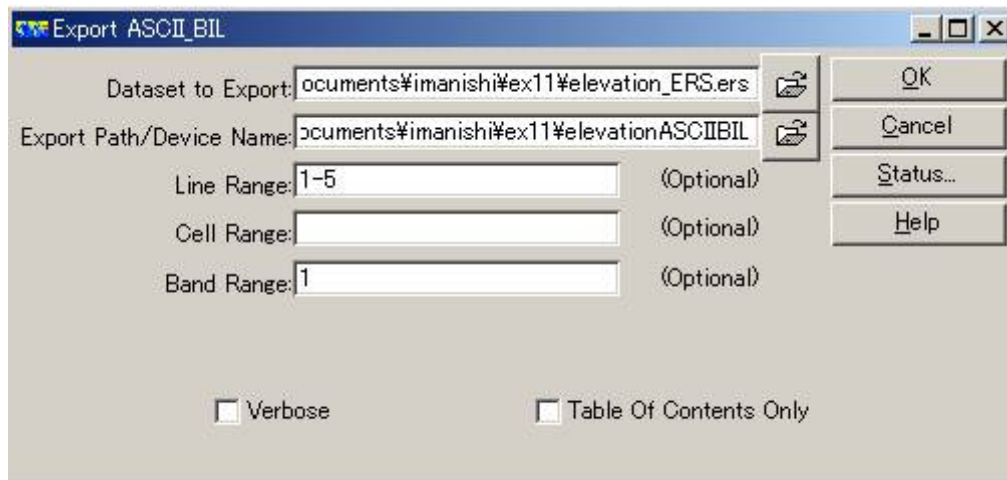 Export ASCII_BIL
Dataset to Export: ocuments¥imanishi¥ex11¥elevation_ERS.ers
OK
Export Path/Device Name: ocuments¥imanishi¥ex11¥elevationASCIIBIL
Cancel
Line Range: 1-5 (Optional)
Status...
Cell Range: (Optional)
Help
Band Range: 1 (Optional)
Verbose
Table Of Contents Only